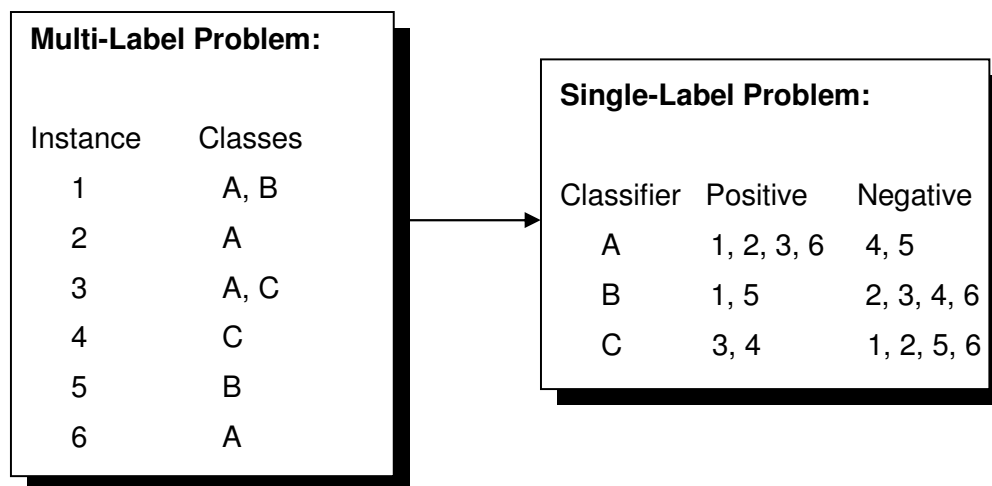 Multi-Label Problem:
Instance Classes
1 A, B
2 A
3 A, C
4 C
5 B
6 A
Single-Label Problem:
Classifier Positive Negative
A 1, 2, 3, 6 4, 5
B 1, 5 2, 3, 4, 6
C 3, 4 1, 2, 5, 6